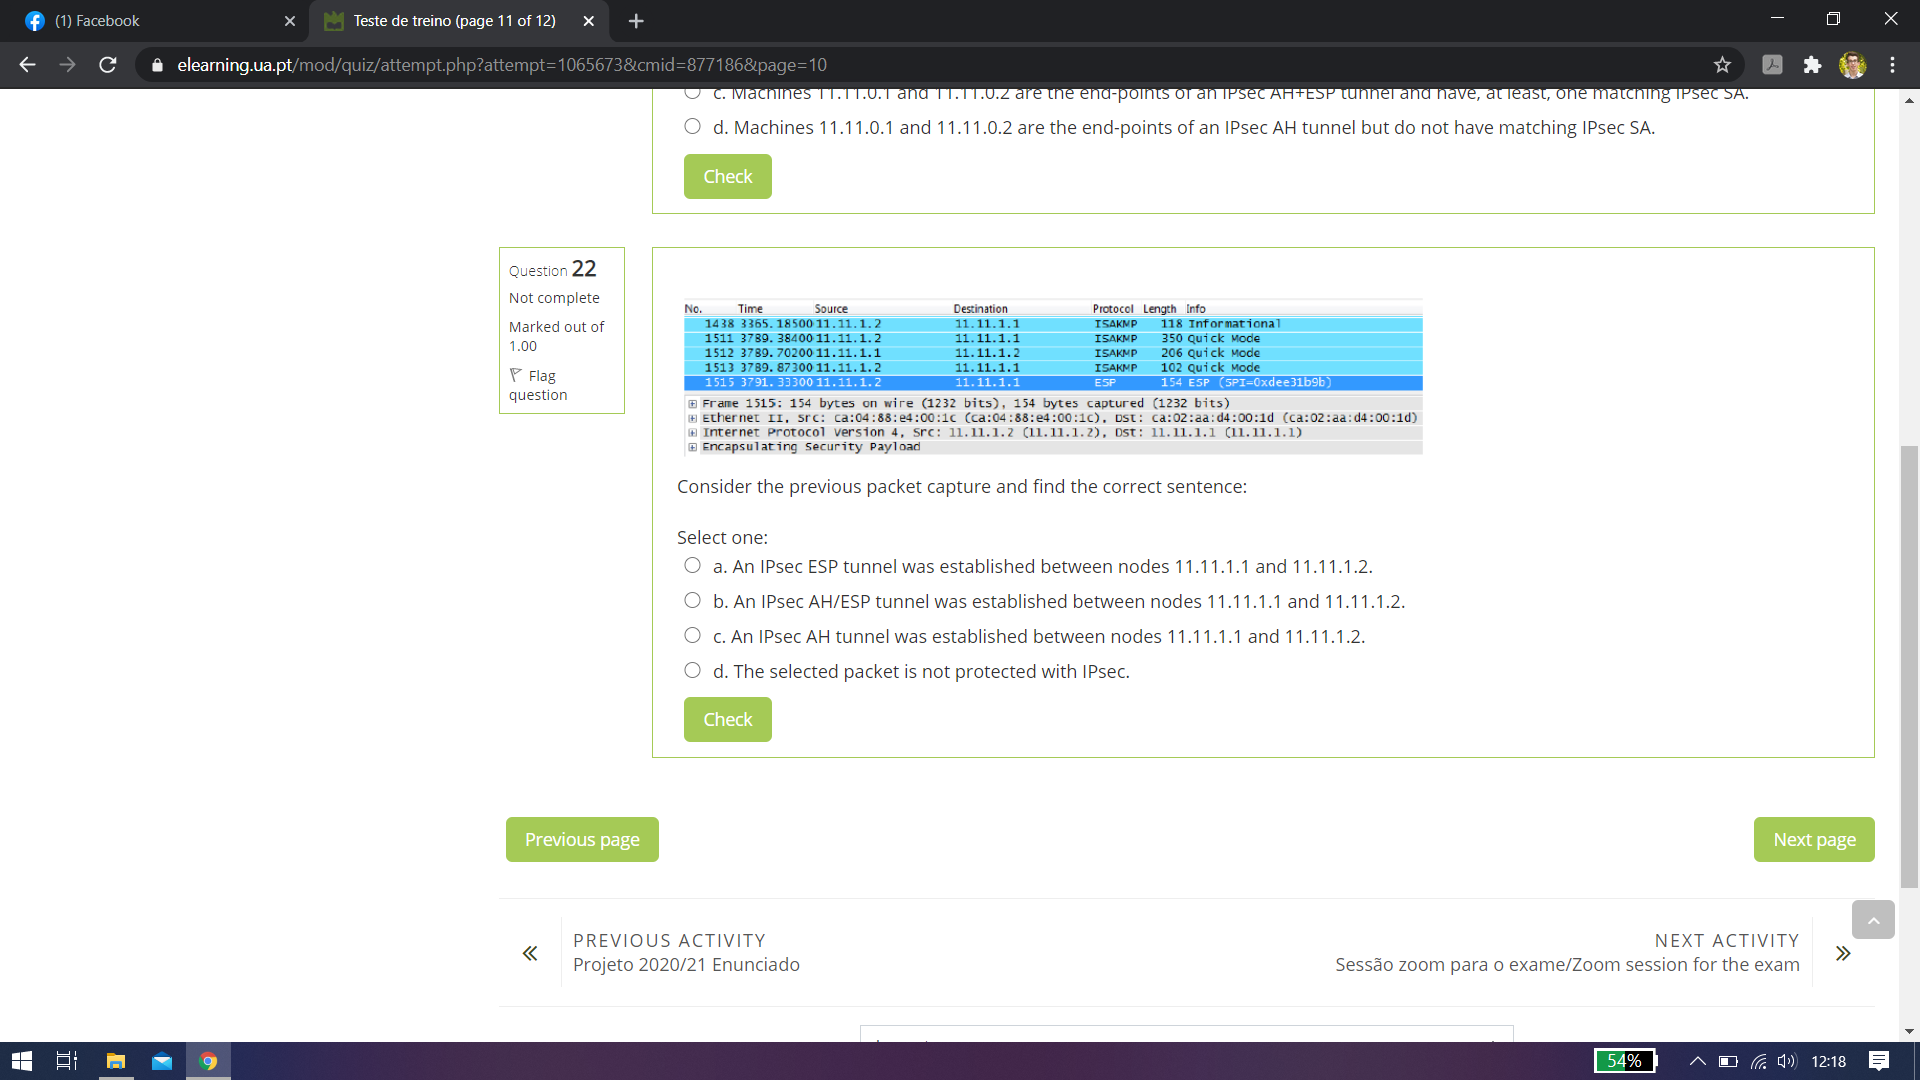 (1) Facebook
Teste de treino (page 11 of 12)
elearning.ua.pt/mod/quiz/attempt.php?attempt=1065673&cmid=877186&page=10
c. Machines 11.11.0.1 and 11.11.0.2 are the end-points of an IPsec AH+ESP tunnel and have, at least, one matching IPsec SA.
d. Machines 11.11.0.1 and 11.11.0.2 are the end-points of an IPsec AH tunnel but do not have matching IPsec SA.
Check
Question 22
Not complete
Marked out of
1.00
Flag
question
No. Time Source Destination Protocol Length Info
1438 3365.18500 11.11.1.2 11.11.1.1 ISAKMP 118 Informational
1511 3789.38400 11.11.1.2 11.11.1.1 ISAKMP 350 Quick Mode
1512 3789.70200 11.11.1.1 11.11.1.2 ISAKMP 206 Quick Mode
1513 3789.87300 11.11.1.2 11.11.1.1 ISAKMP 102 Quick Mode
1515 3791.33300 11.11.1.2 11.11.1.1 ESP 154 ESP (SPI=0xdee31b9b)
Frame 1515: 154 bytes on wire (1232 bits), 154 bytes captured (1232 bits)
Ethernet II, Src: ca:04:88:e4:00:1c (ca:04:88:e4:00:1c), Dst: ca:02:aa:d4:00:1d (ca:02:aa:d4:00:1d)
Internet Protocol Version 4, Src: 11.11.1.2 (11.11.1.2), Dst: 11.11.1.1 (11.11.1.1)
Encapsulating Security Payload
Consider the previous packet capture and find the correct sentence:
Select one:
a. An IPsec ESP tunnel was established between nodes 11.11.1.1 and 11.11.1.2.
b. An IPsec AH/ESP tunnel was established between nodes 11.11.1.1 and 11.11.1.2.
c. An IPsec AH tunnel was established between nodes 11.11.1.1 and 11.11.1.2.
d. The selected packet is not protected with IPsec.
Check
Previous page
Next page
PREVIOUS ACTIVITY
Projeto 2020/21 Enunciado
NEXT ACTIVITY
Sessão zoom para o exame/Zoom session for the exam
54%
12:18